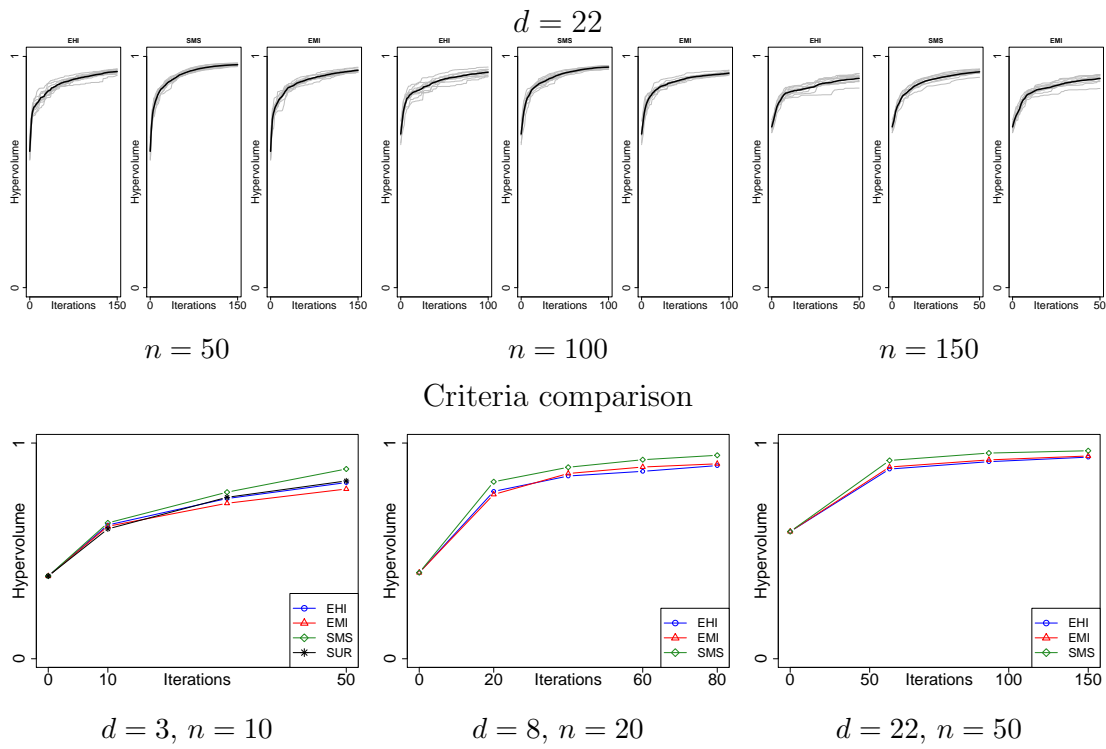 d = 22
EHI SMS EMI EHI SMS EMI EHI SMS EMI
1 1 1 1 1 1 1 1 1
Hypervolume Hypervolume Hypervolume Hypervolume Hypervolume Hypervolume Hypervolume Hypervolume Hypervolume
0 0 0 0 0 0 0 0 0
0 Iterations 150 0 Iterations 150 0 Iterations 150 0 Iterations 100 0 Iterations 100 0 Iterations 100 0 Iterations 50 0 Iterations 50 0 Iterations 50
n = 50 n = 100 n = 150
Criteria comparison
1 1 1
Hypervolume Hypervolume Hypervolume
EHI
EMI EHI EHI
SMS EMI EMI
SUR SMS SMS
0 0 0
0 10 Iterations 50 0 20 Iterations 60 80 0 50 Iterations 100 150
d = 3, n = 10 d = 8, n = 20 d = 22, n = 50